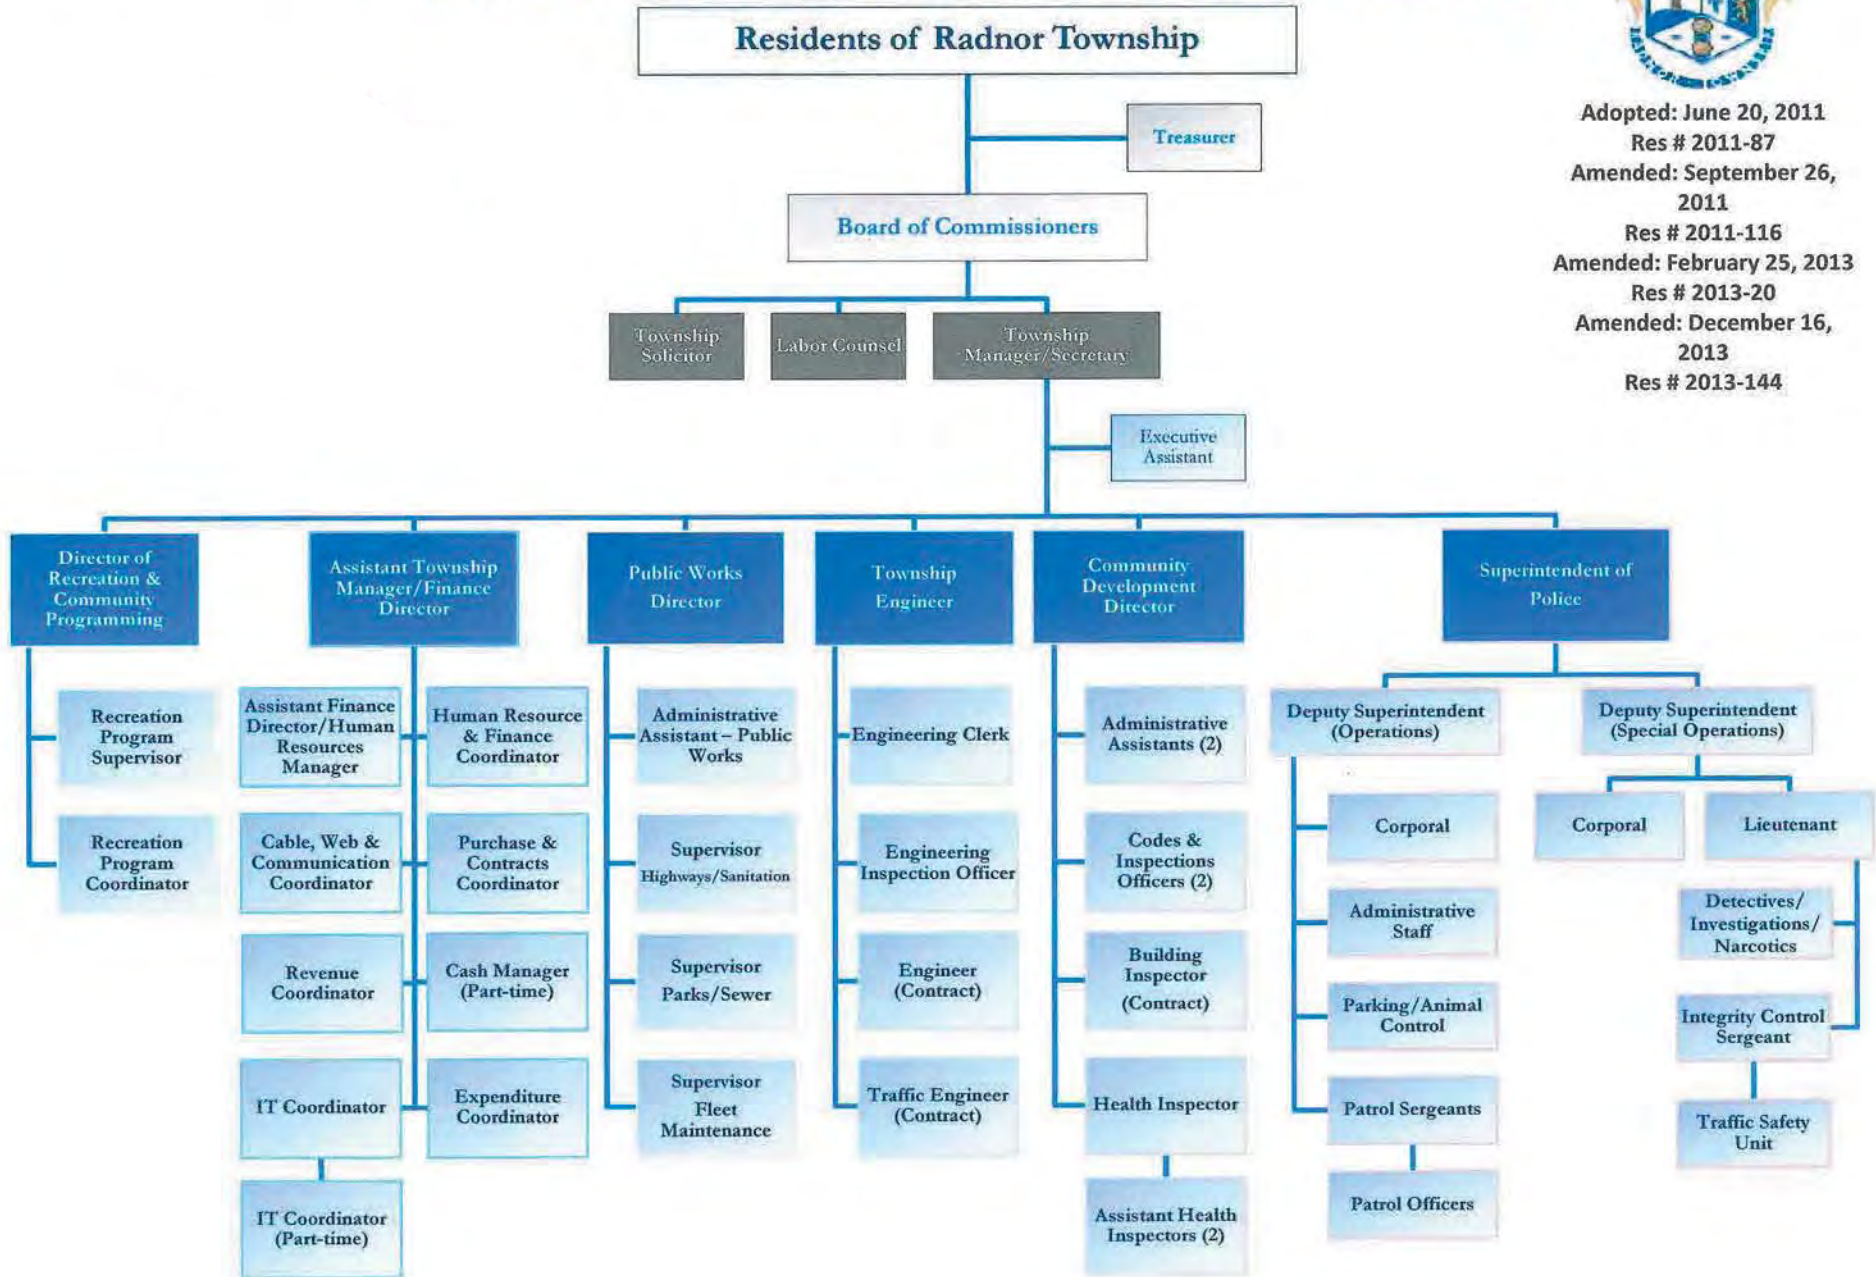 Residents of Radnor Township
Treasurer
Board of Commissioners
Township
Solicitor
Labor Counsel
Township
Manager/Secretary
Executive
Assistant
Adopted: June 20, 2011
Res # 2011-87
Amended: September 26,
2011
Res # 2011-116
Amended: February 25, 2013
Res # 2013-20
Amended: December 16,
2013
Res # 2013-144
Director of
Recreation &
Community
Programming
Recreation
Program
Supervisor
Recreation
Program
Coordinator
Assistant Township
Manager/Finance
Director
Assistant Finance
Director/Human
Resources
Manager
Human Resource
& Finance
Coordinator
Cable, Web &
Communication
Coordinator
Purchase &
Contracts
Coordinator
Revenue
Coordinator
Cash Manager
(Part-time)
IT Coordinator
Expenditure
Coordinator
IT Coordinator
(Part-time)
Public Works
Director
Administrative
Assistant – Public
Works
Supervisor
Highways/Sanitation
Supervisor
Parks/Sewer
Supervisor
Fleet
Maintenance
Township
Engineer
Engineering Clerk
Engineering
Inspection Officer
Engineer
(Contract)
Traffic Engineer
(Contract)
Community
Development
Director
Administrative
Assistants (2)
Codes &
Inspections
Officers (2)
Building
Inspector
(Contract)
Health Inspector
Assistant Health
Inspectors (2)
Superintendent of
Police
Deputy Superintendent
(Operations)
Corporal
Administrative
Staff
Parking/Animal
Control
Patrol Sergeants
Patrol Officers
Deputy Superintendent
(Special Operations)
Corporal
Lieutenant
Detectives/
Investigations/
Narcotics
Integrity Control
Sergeant
Traffic Safety
Unit